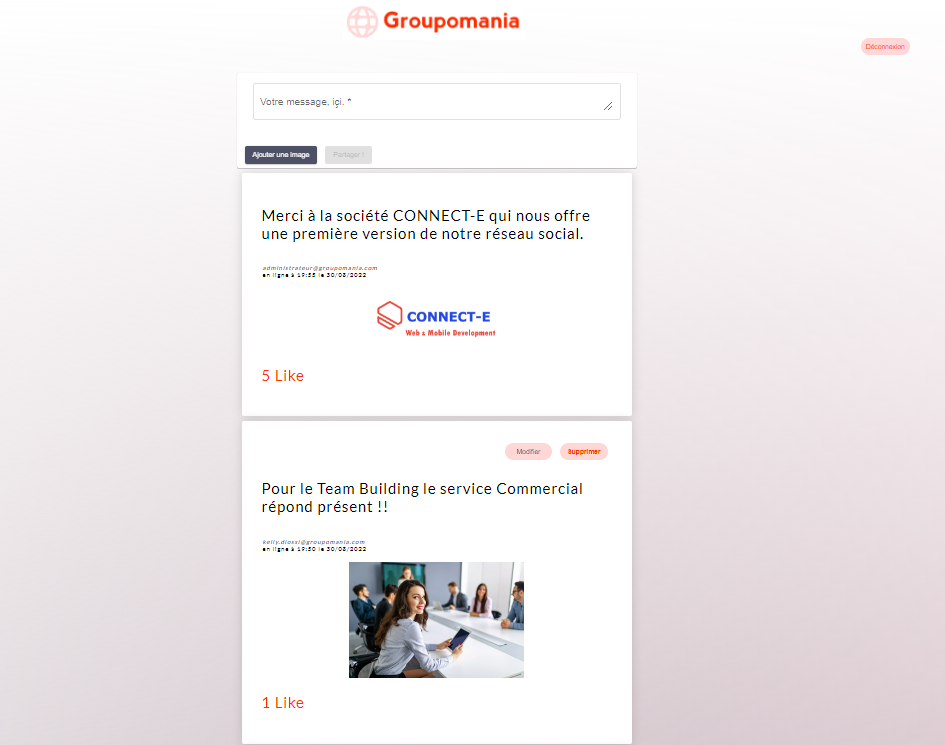 Groupomania
Déconnexion
Votre message, içi. *
Ajouter une image
Partager !
Merci à la société CONNECT-E qui nous offre
une première version de notre réseau social.
administrateur@groupomania.com
en ligne à 19:55 le 30/08/2022
CONNECT-E
Web & Mobile Development
5 Like
Modifier
Supprimer
Pour le Team Building le service Commercial
répond présent !!
kelly.diossi@groupomania.com
en ligne à 19:50 le 30/08/2022
1 Like